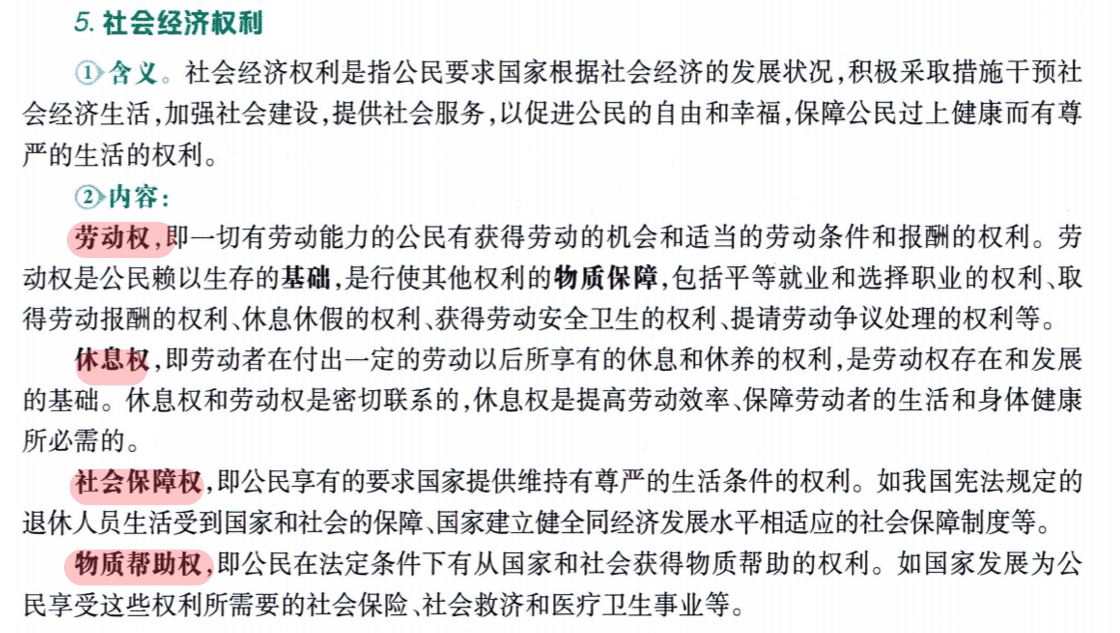 5. 社会经济权利
①含义。社会经济权利是指公民要求国家根据社会经济的发展状况,积极采取措施干预社
会经济生活,加强社会建设,提供社会服务,以促进公民的自由和幸福,保障公民过上健康而有尊
严的生活的权利。
②内容:
劳动权,即一切有劳动能力的公民有获得劳动的机会和适当的劳动条件和报酬的权利。劳
动权是公民赖以生存的基础,是行使其他权利的物质保障,包括平等就业和选择职业的权利、取
得劳动报酬的权利、休息休假的权利、获得劳动安全卫生的权利、提请劳动争议处理的权利等。
休息权,即劳动者在付出一定的劳动以后所享有的休息和休养的权利,是劳动权存在和发展
的基础。休息权和劳动权是密切联系的,休息权是提高劳动效率、保障劳动者的生活和身体健康
所必需的。
社会保障权,即公民享有的要求国家提供维持有尊严的生活条件的权利。如我国宪法规定的
退休人员生活受到国家和社会的保障、国家建立健全同经济发展水平相适应的社会保障制度等。
物质帮助权,即公民在法定条件下有从国家和社会获得物质帮助的权利。如国家发展为公
民享受这些权利所需要的社会保险、社会救济和医疗卫生事业等。